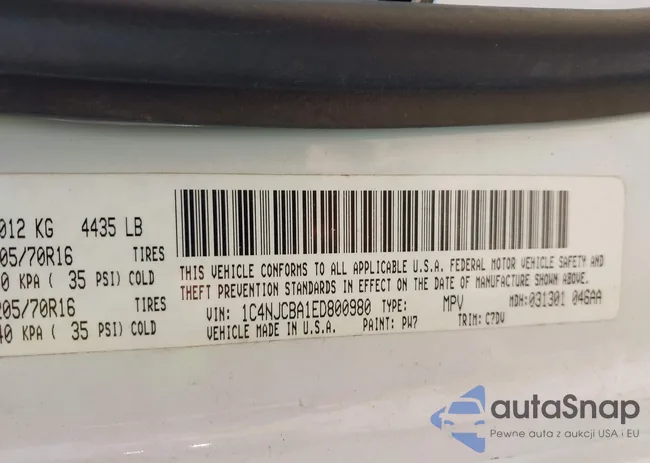 012 KG 4435 LB
05/70R16 TIRES
0 KPA ( 35 PSI) COLD
205/70R16 TIRES
40 KPA ( 35 PSI) COLD
THIS VEHICLE CONFORMS TO ALL APPLICABLE U.S.A. FEDERAL MOTOR VEHICLE SAFETY AND
THEFT PREVENTION STANDARDS IN EFFECT ON THE DATE OF MANUFACTURE SHOWN ABOVE.
VIN: 1C4NJCBA1ED800980 TYPE: MPV MDH: 031301 046AA
VEHICLE MADE IN U.S.A. PAINT: PW7 TRIM: C7DV
autoSnap
Pewne auta z aukcji USA i EU